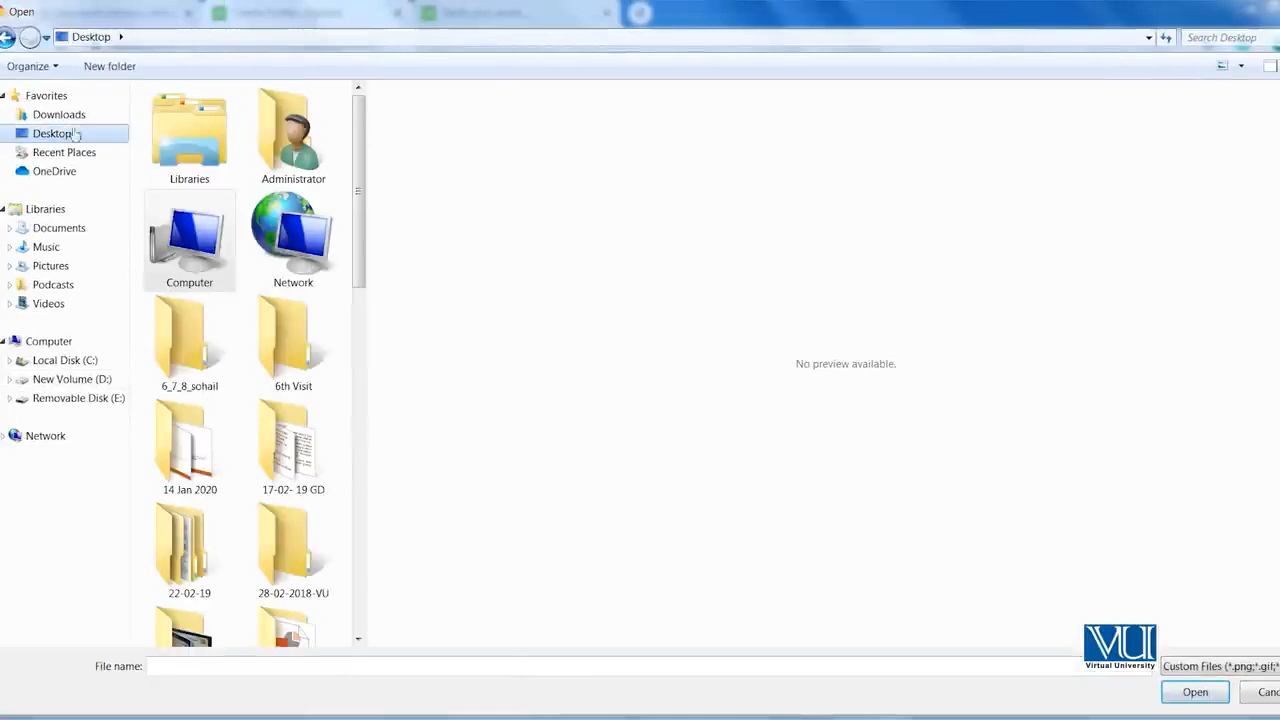 Open
Desktop
Search Desktop
Organize
New folder
Favorites
Downloads
Desktop
Recent Places
OneDrive
Libraries
Documents
Music
Pictures
Podcasts
Videos
Computer
Local Disk (C:)
New Volume (D:)
Removable Disk (E:)
Network
Libraries
Administrator
Computer
Network
6_7_8_sohail
6th Visit
14 Jan 2020
17-02- 19 GD
22-02-19
28-02-2018-VU
No preview available.
VU
Virtual University
File name:
Custom Files (*.png;*.gif;*
Open
Canc